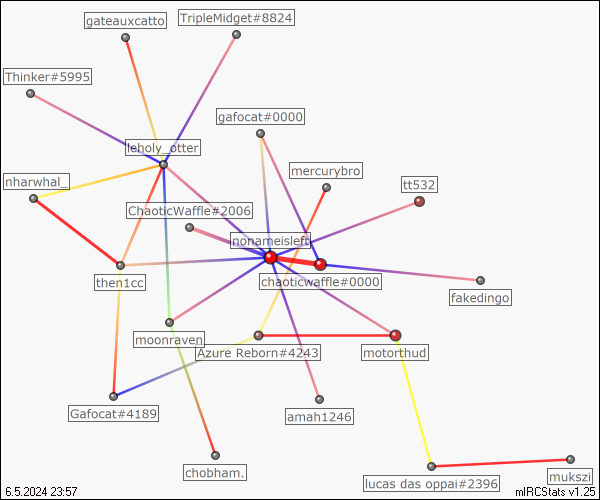 TripleMidget#8824
gateauxcatto
Thinker#5995
gafocat#0000
leholy_otter
mercurybro
nharwhal_
tt532
ChaoticWaffle#2006
nonameisleft
then1cc
chaoticwaffle#0000
fakedingo
moonraven
Azure Reborn#4243
motorthud
Gafocat#4189
amah1246
chobham.
mukszi
lucas das oppai#2396
6.5.2024 23:57
mIRCStats v1.25